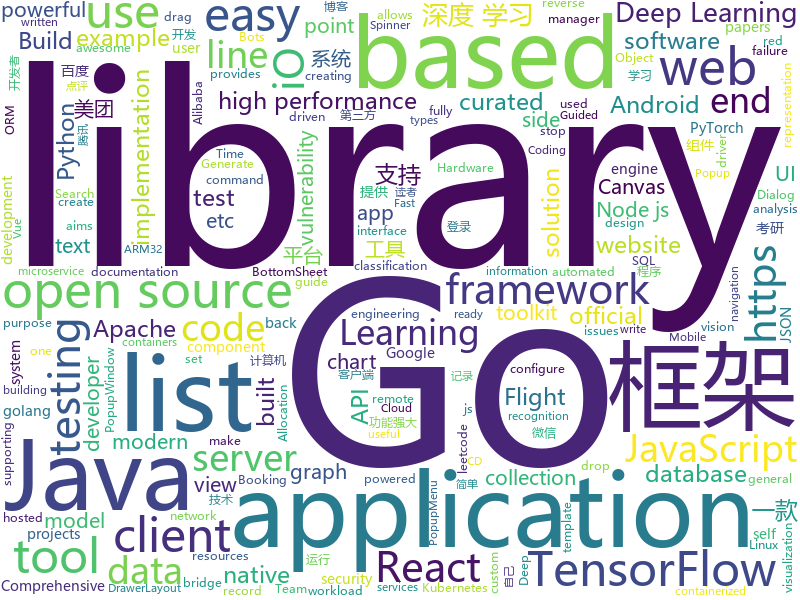 powerful
use
easy
深度 学习
Deep Learning
博客
Spinner
written
Bots
reverse
manager
drag
开发
awesome
user
Build
example
line
io
based
point
系统
provides
creating
allows
Object
学习
software
papers
red
failure
web
开发者
百度
点评
美团
腾讯
high performance
curated
Android
end
used
Guided
types
ORM
Python
implementation
Alibaba
driven
第三方
fully
side
stop
Coding
PyTorch
组件
Popup
driver
representation
library
Time
Generate
command
vulnerability
支持
提供
读者
Fast
Hardware
engine
Canvas
UI
development
Vue
Search
create
aims
ARM32
text
test
etc
app
interface
登录
solution
Node js
design
Dialog
analysis
考研
microservice
documentation
BottomSheet
guide
平台
工具
classification
information
automated
website
SQL
程序
navigation
JSON
https
open source
framework
purpose
engineering
ready
toolkit
official
issues
vision
Mobile
write
testing
list
Apache
code
component
back
Learning
Google
configure
one
containers
set
计算机
chart
框架
system
golang
building
developer
PopupWindow
built
Allocation
客户端
remote
Cloud
功能强大
useful
API
记录
js
recognition
微信
Flight
Go
JavaScript
Java
supporting
modern
server
graph
leetcode
CD
powered
简单
collection
drop
database
general
application
一款
hosted
model
view
Booking
技术
network
projects
client
tool
data
native
resources
运行
bridge
security
PopupMenu
React
services
Kubernetes
自己
Deep
custom
template
TensorFlow
self
Linux
visualization
Comprehensive
DrawerLayout
record
Team
workload
make
containerized